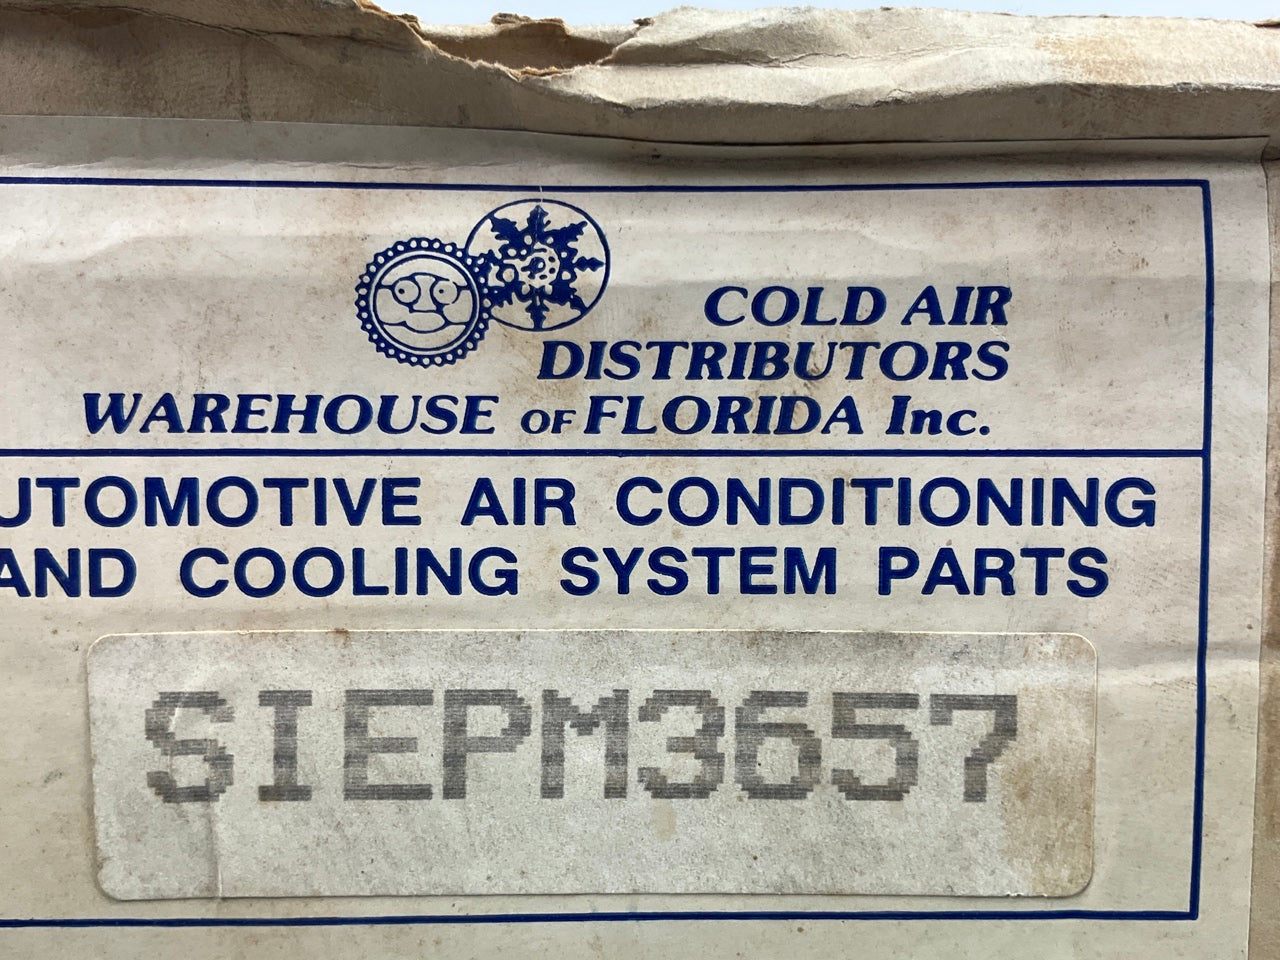 COLD AIR
DISTRIBUTORS
WAREHOUSE OF FLORIDA Inc.
UTOMOTIVE AIR CONDITIONING
AND COOLING SYSTEM PARTS
SIEPM3657